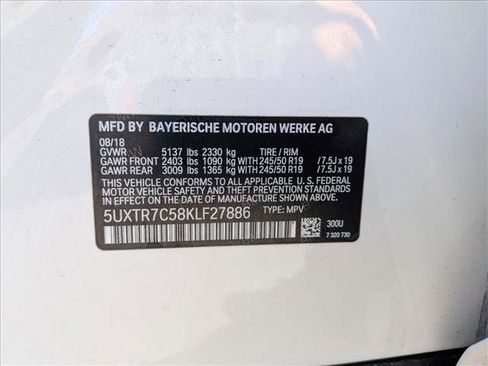 MFD BY BAYERISCHE MOTOREN WERKE AG
08/18
GVWR 5137 lbs 2330 kg TIRE / RIM
GAWR FRONT 2403 lbs 1090 kg WITH 245/50 R19 /7.5J x 19
GAWR REAR 3009 lbs 1365 kg WITH 245/50 R19 /7.5J x 19
THIS VEHICLE CONFORMS TO ALL APPLICABLE U.S. FEDERAL
MOTOR VEHICLE SAFETY STANDARDS IN EFFECT ON
THE DATE OF MANUFACTURE SHOWN ABOVE.
5UXTR7C58KLF27886 TYPE: MPV
300U
7 320 730